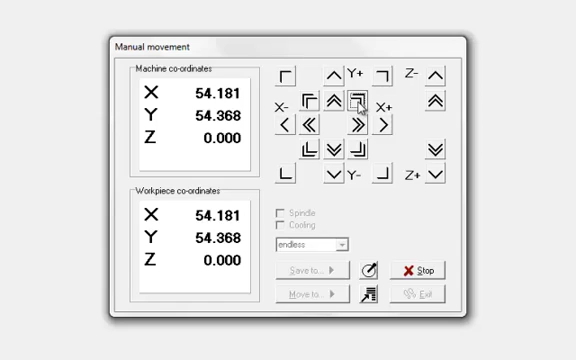 Manual movement
Machine co-ordinates
X 54.181
Y 54.368
Z 0.000
Workpiece co-ordinates
X 54.181
Y 54.368
Z 0.000
Y+
Z-
X-
X+
Y-
Z+
Spindle
Cooling
endless
Save to...
Stop
Move to...
Exit